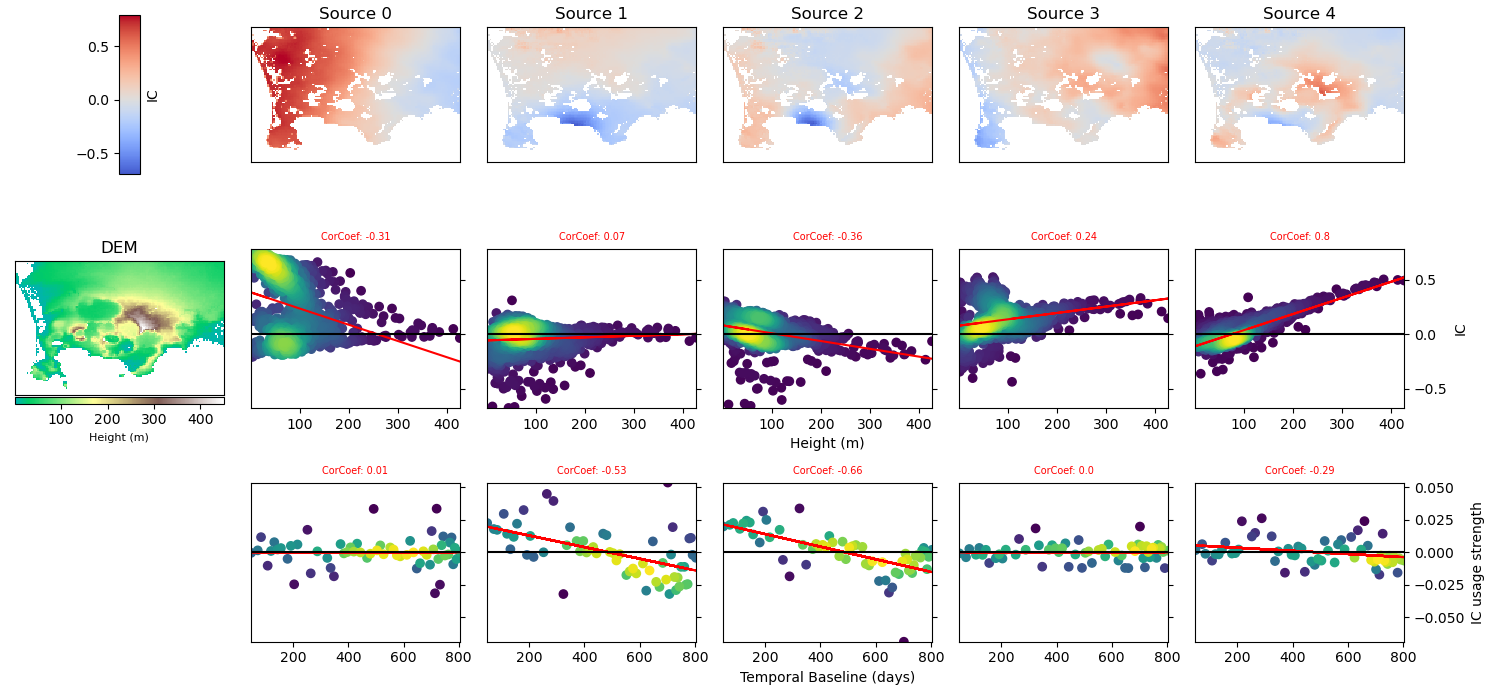 Source 0 Source 1 Source 2 Source 3 Source 4
0.5
0.0
−0.5
IC
CorCoef: -0.31 CorCoef: 0.07 CorCoef: -0.36 CorCoef: 0.24 CorCoef: 0.8
DEM
0.5
0.0
−0.5
IC
100 200 300 400
Height (m)
100 200 300 400 100 200 300 400 100 200 300 400 100 200 300 400 100 200 300 400
Height (m)
CorCoef: 0.01 CorCoef: -0.53 CorCoef: -0.66 CorCoef: 0.0 CorCoef: -0.29
0.050
0.025
0.000
−0.025
−0.050
IC usage strength
200 400 600 800 200 400 600 800 200 400 600 800 200 400 600 800 200 400 600 800
Temporal Baseline (days)